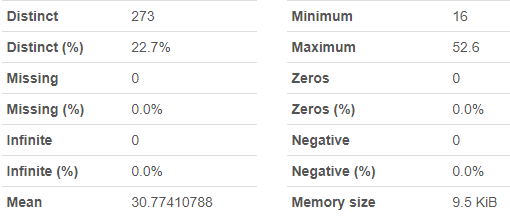 Distinct 273
Distinct (%) 22.7%
Missing 0
Missing (%) 0.0%
Infinite 0
Infinite (%) 0.0%
Mean 30.77410788
Minimum 16
Maximum 52.6
Zeros 0
Zeros (%) 0.0%
Negative 0
Negative (%) 0.0%
Memory size 9.5 KiB